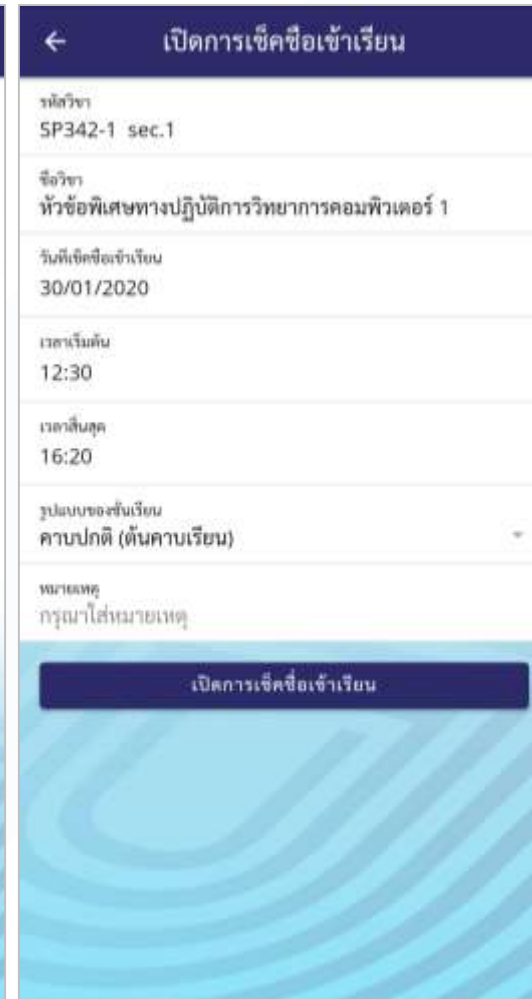 เปิดการเช็คชื่อเข้าเรียน
รหัสวิชา
SP342-1 sec.1
ชื่อวิชา
หัวข้อพิเศษทางปฏิบัติการวิทยาการคอมพิวเตอร์ 1
วันที่เช็คชื่อเข้าเรียน
30/01/2020
เวลาเริ่มต้น
12:30
เวลาสิ้นสุด
16:20
รูปแบบของชั้นเรียน
คาบปกติ (ต้นคาบเรียน)
หมายเหตุ
กรุณาใส่หมายเหตุ
เปิดการเช็คชื่อเข้าเรียน